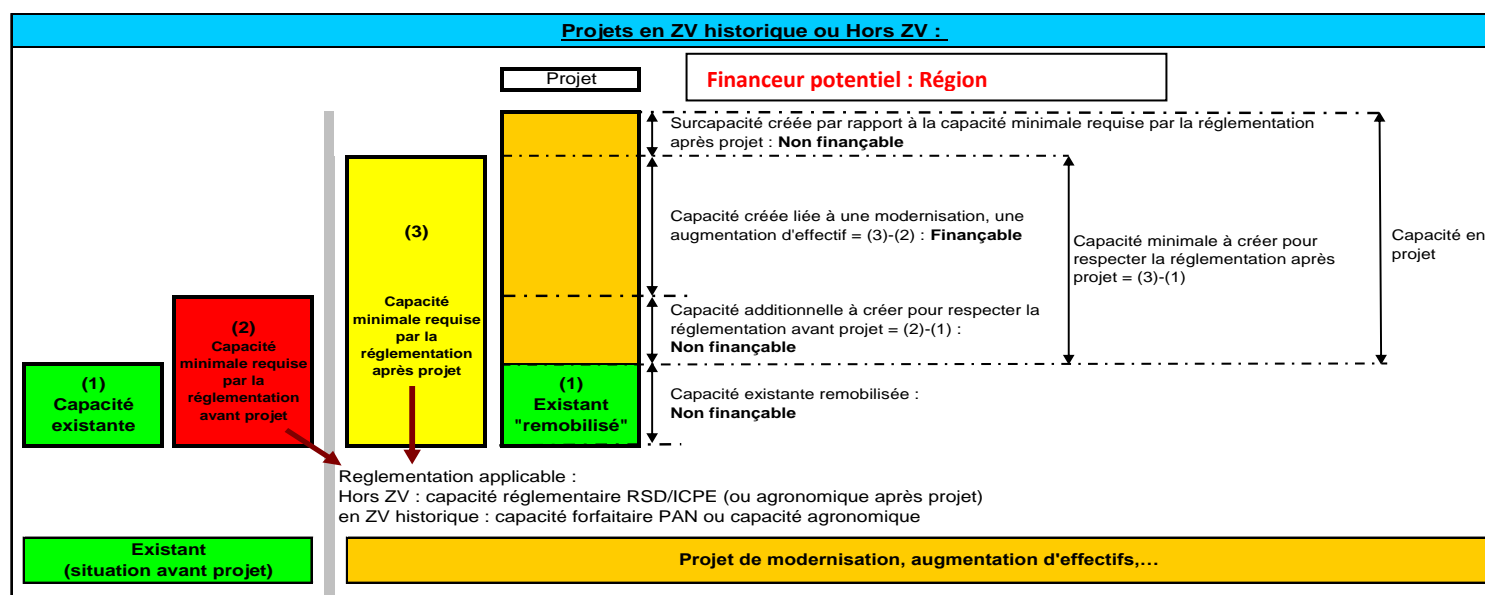 Projets en ZV historique ou Hors ZV :
Projet
Financeur potentiel : Région
Surcapacité créée par rapport à la capacité minimale requise par la réglementation
après projet : Non finançable
(3)
Capacité
minimale requise
par la
réglementation
après projet
Capacité créée liée à une modernisation, une
augmentation d'effectif = (3)-(2) : Finançable
Capacité minimale à créer pour
respecter la réglementation après
projet = (3)-(1)
Capacité en
projet
(2)
Capacité
minimale requise
par la
réglementation
avant projet
Capacité additionnelle à créer pour respecter la
réglementation avant projet = (2)-(1) :
Non finançable
(1)
Capacité
existante
(1)
Existant
"remobilisé"
Capacité existante remobilisée :
Non finançable
Reglementation applicable :
Hors ZV : capacité réglementaire RSD/ICPE (ou agronomique après projet)
en ZV historique : capacité forfaitaire PAN ou capacité agronomique
Existant
(situation avant projet)
Projet de modernisation, augmentation d'effectifs,…